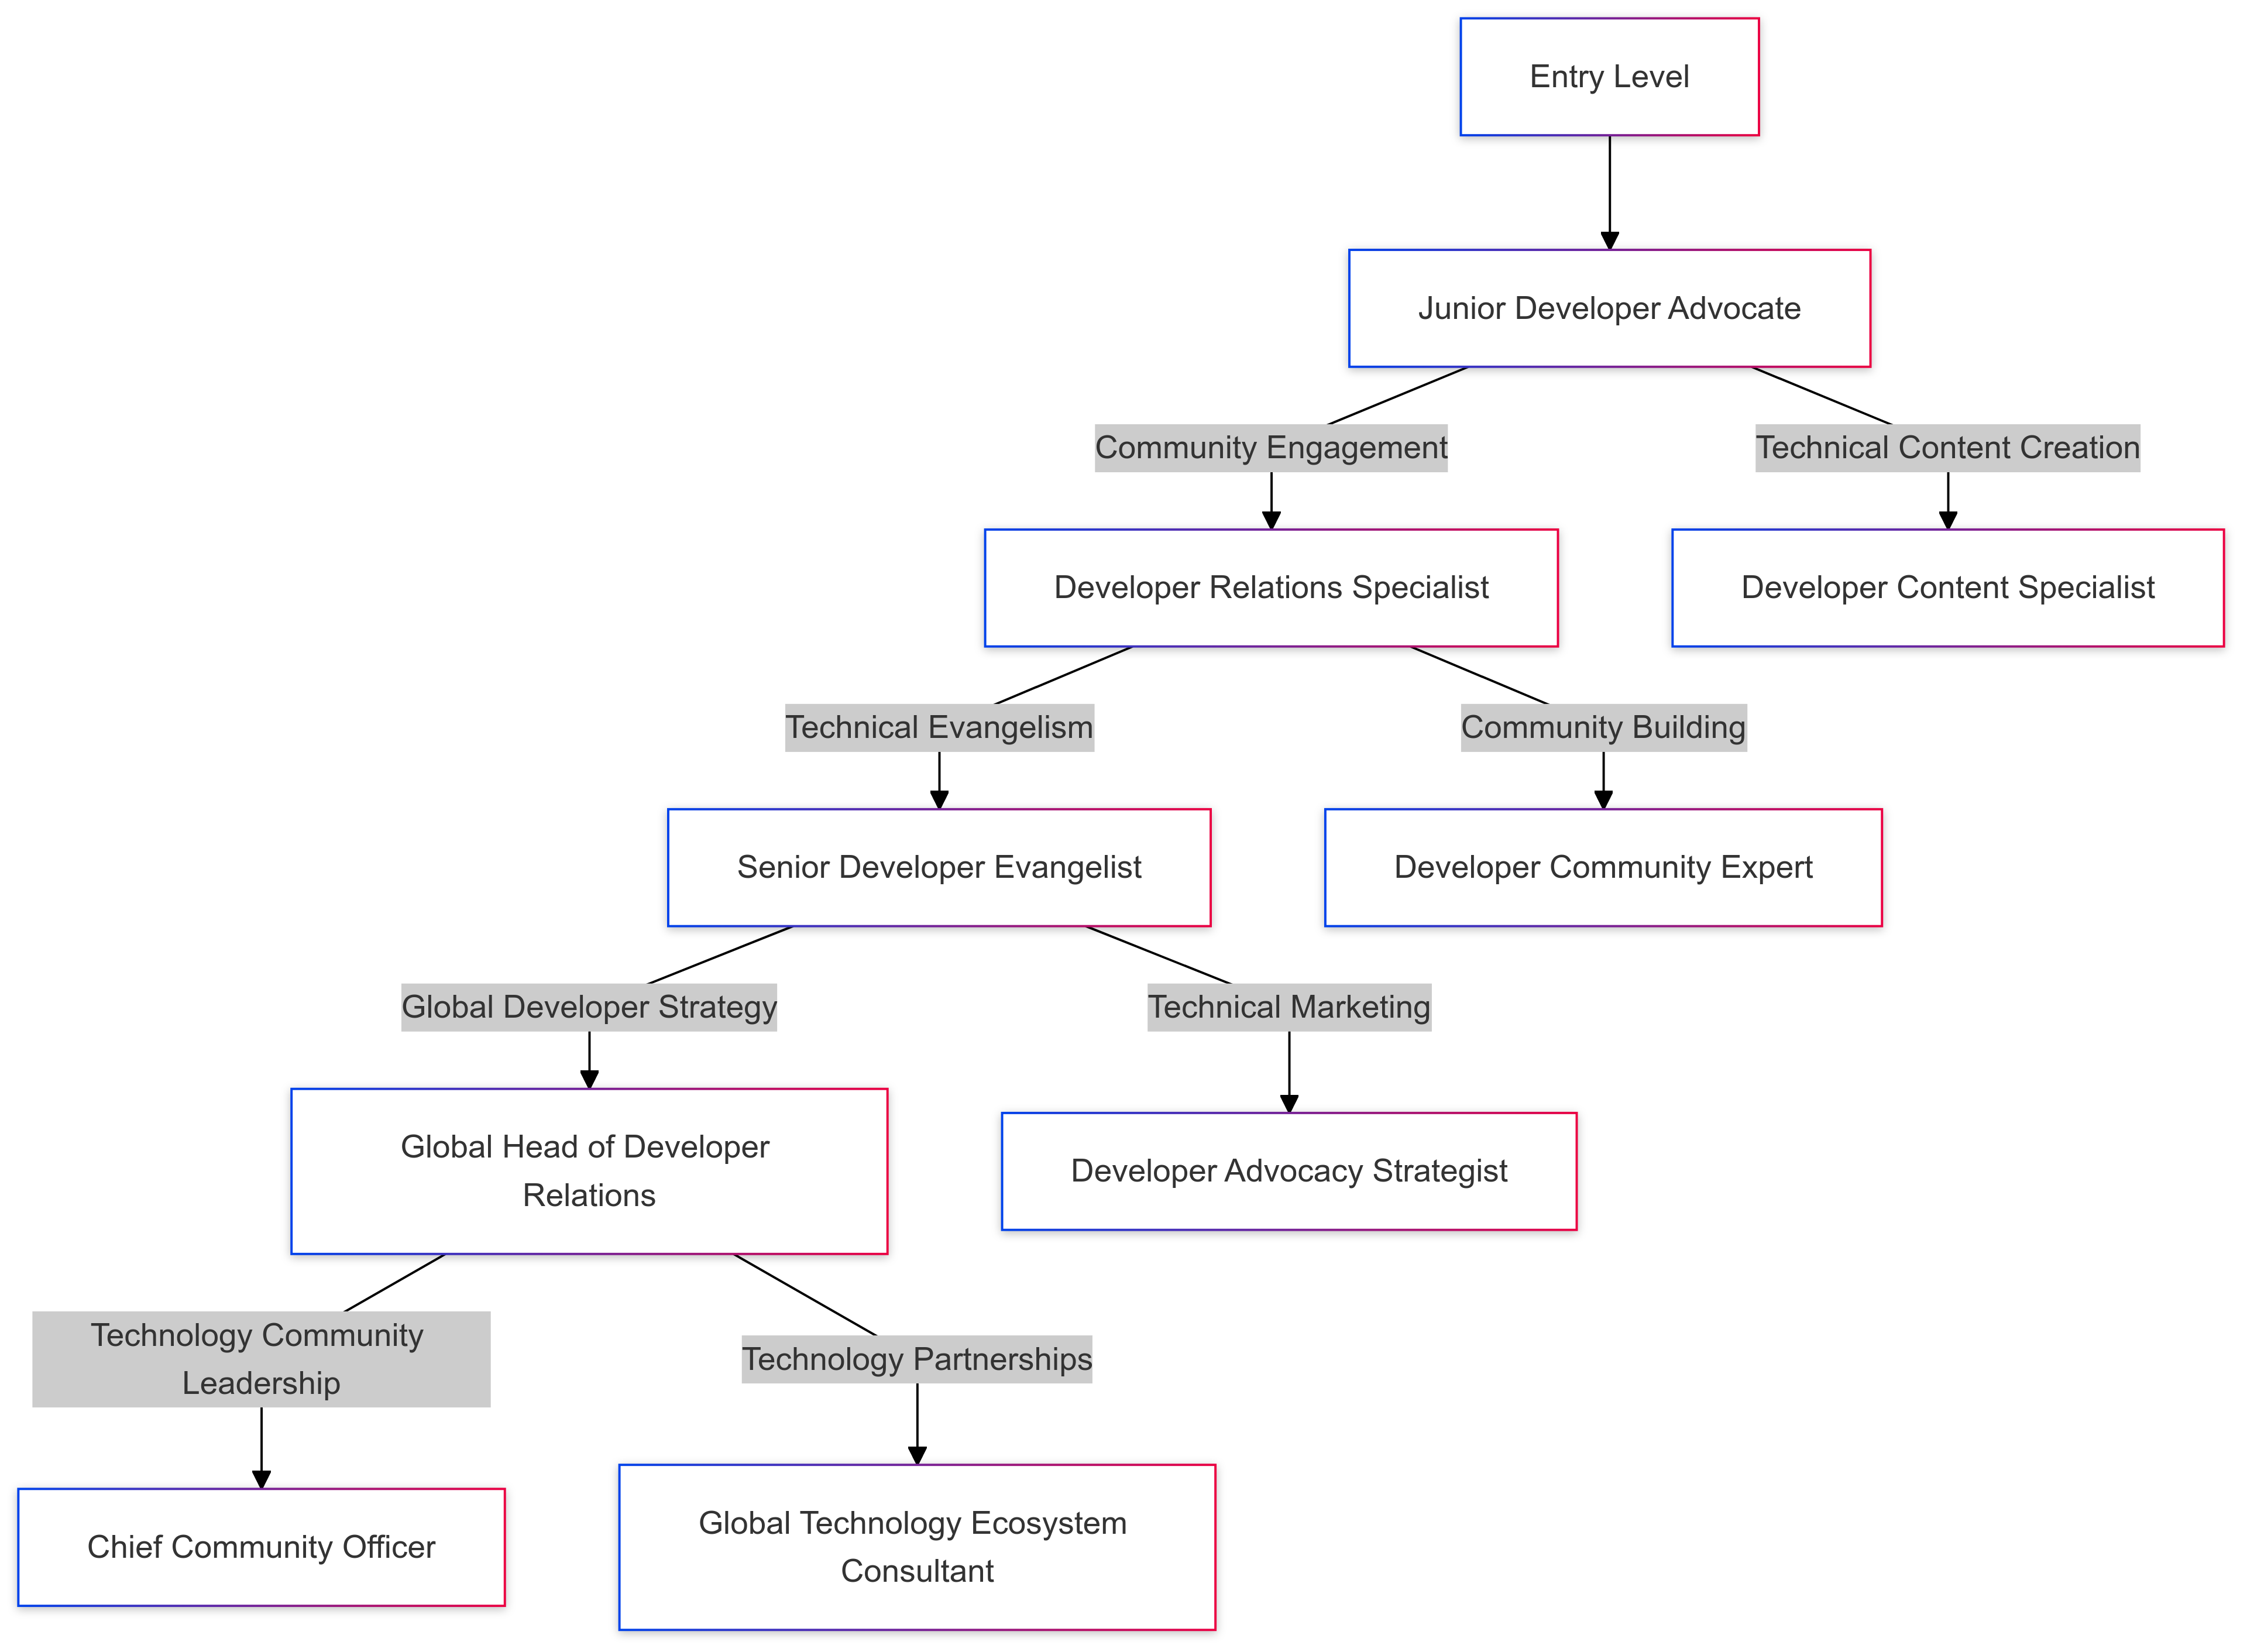 Entry Level
Junior Developer Advocate
Community Engagement
Technical Content Creation
Developer Relations Specialist
Developer Content Specialist
Technical Evangelism
Community Building
Senior Developer Evangelist
Developer Community Expert
Global Developer Strategy
Technical Marketing
Global Head of Developer
Relations
Developer Advocacy Strategist
Technology Community
Leadership
Technology Partnerships
Chief Community Officer
Global Technology Ecosystem
Consultant